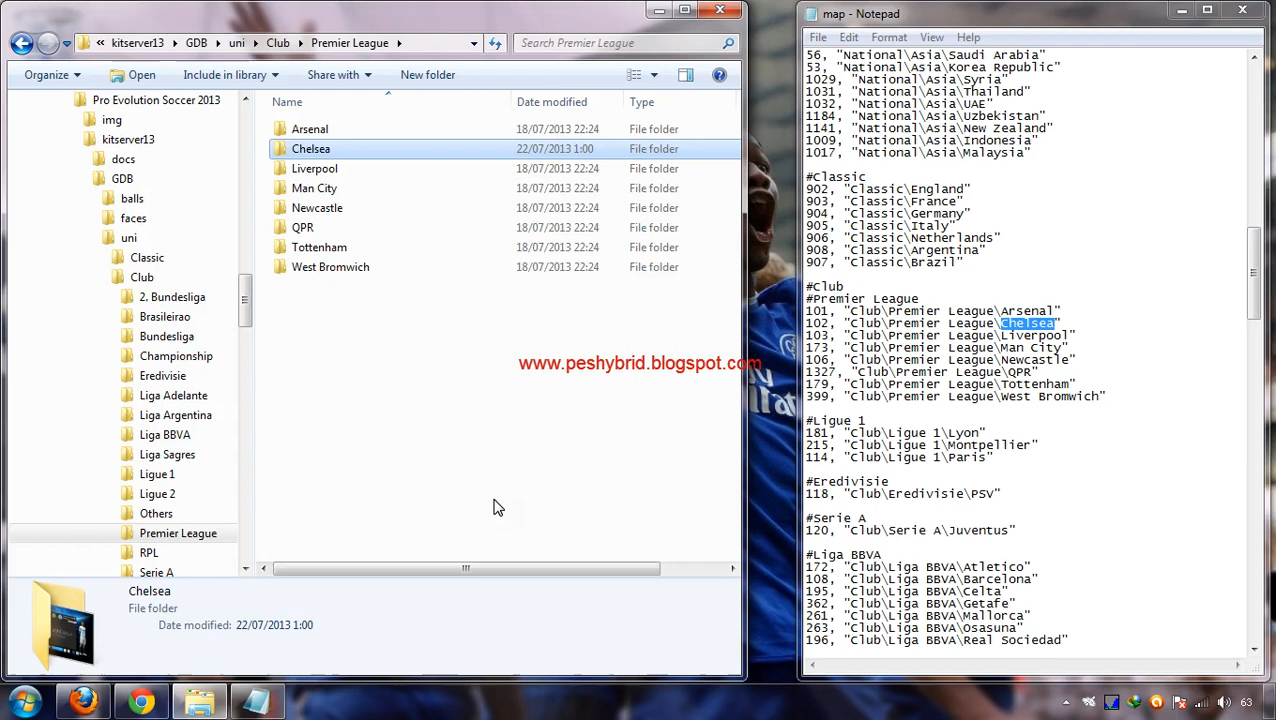 kitserver13 GDB uni Club Premier League
Search Premier League
Organize Open Include in library Share with New folder
Pro Evolution Soccer 2013
img
kitserver13
docs
GDB
balls
faces
uni
Classic
Club
2. Bundesliga
Brasileirao
Bundesliga
Championship
Eredivisie
Liga Adelante
Liga Argentina
Liga BBVA
Liga Sagres
Ligue 1
Ligue 2
Others
Premier League
RPL
Serie A
Name Date modified Type
Arsenal 18/07/2013 22:24 File folder
Chelsea 22/07/2013 1:00 File folder
Liverpool 18/07/2013 22:24 File folder
Man City 18/07/2013 22:24 File folder
Newcastle 18/07/2013 22:24 File folder
QPR 18/07/2013 22:24 File folder
Tottenham 18/07/2013 22:24 File folder
West Bromwich 18/07/2013 22:24 File folder
www.peshybrid.blogspot.com
Chelsea
File folder
Date modified: 22/07/2013 1:00
map - Notepad
File Edit Format View Help
56, "National\Asia\Saudi Arabia"
53, "National\Asia\Korea Republic"
1029, "National\Asia\Syria"
1031, "National\Asia\Thailand"
1032, "National\Asia\UAE"
1184, "National\Asia\Uzbekistan"
1141, "National\Asia\New Zealand"
1009, "National\Asia\Indonesia"
1017, "National\Asia\Malaysia"
#Classic
902, "Classic\England"
903, "Classic\France"
904, "Classic\Germany"
905, "Classic\Italy"
906, "Classic\Netherlands"
908, "Classic\Argentina"
907, "Classic\Brazil"
#Club
#Premier League
101, "Club\Premier League\Arsenal"
102, "Club\Premier League\Chelsea"
103, "Club\Premier League\Liverpool"
173, "Club\Premier League\Man City"
106, "Club\Premier League\Newcastle"
1327, "Club\Premier League\QPR"
179, "Club\Premier League\Tottenham"
399, "Club\Premier League\West Bromwich"
#Ligue 1
181, "Club\Ligue 1\Lyon"
215, "Club\Ligue 1\Montpellier"
114, "Club\Ligue 1\Paris"
#Eredivisie
118, "Club\Eredivisie\PSV"
#Serie A
120, "Club\Serie A\Juventus"
#Liga BBVA
172, "Club\Liga BBVA\Atletico"
108, "Club\Liga BBVA\Barcelona"
195, "Club\Liga BBVA\Celta"
362, "Club\Liga BBVA\Getafe"
261, "Club\Liga BBVA\Mallorca"
263, "Club\Liga BBVA\Osasuna"
196, "Club\Liga BBVA\Real Sociedad"
63